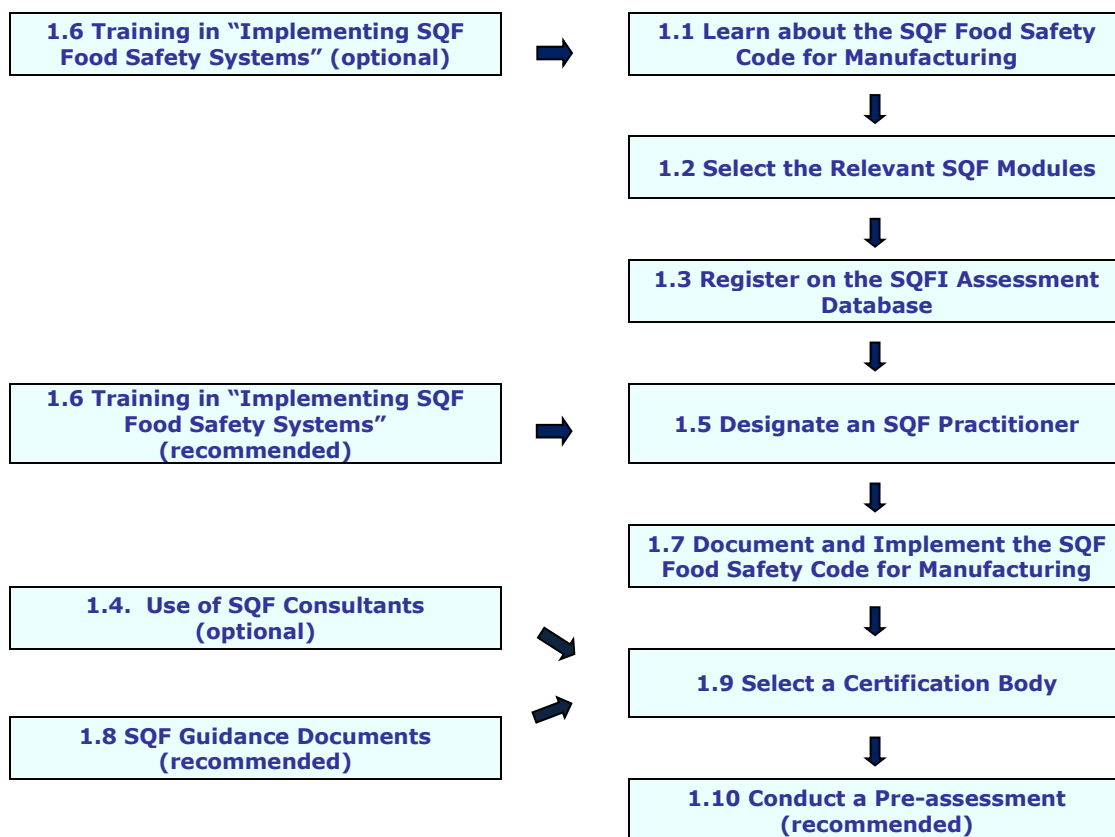 1.6 Training in “Implementing SQF
Food Safety Systems” (optional)
1.1 Learn about the SQF Food Safety
Code for Manufacturing
1.2 Select the Relevant SQF Modules
1.3 Register on the SQFI Assessment
Database
1.6 Training in “Implementing SQF
Food Safety Systems”
(recommended)
1.5 Designate an SQF Practitioner
1.7 Document and Implement the SQF
Food Safety Code for Manufacturing
1.4.  Use of SQF Consultants
(optional)
1.9 Select a Certification Body
1.8 SQF Guidance Documents
(recommended)
1.10 Conduct a Pre-assessment
(recommended)